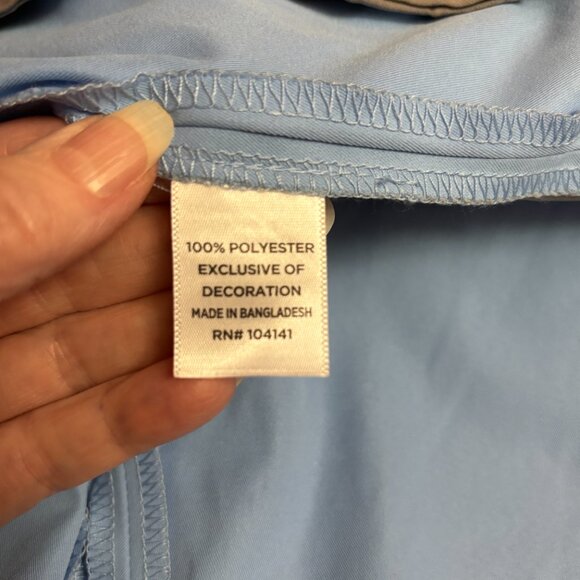 100% POLYESTER
EXCLUSIVE OF
DECORATION
MADE IN BANGLADESH
RN# 104141